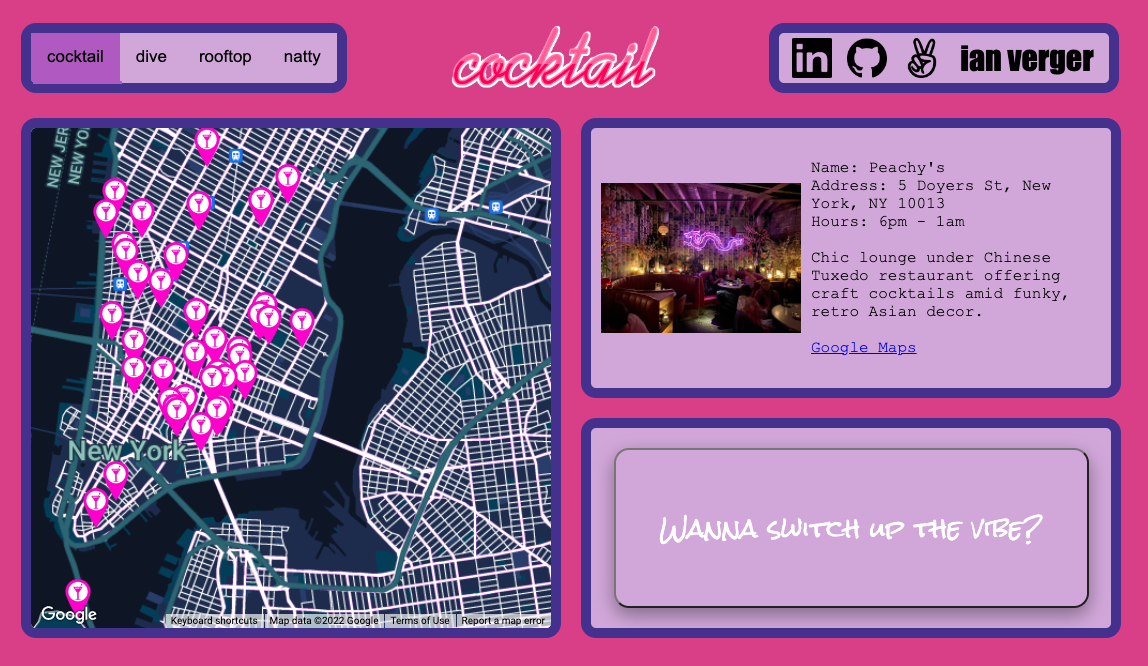 cocktail dive rooftop natty
cocktail
in
ian verger
NEW JER
NEW YO
Name: Peachy's
Address: 5 Doyers St, New
York, NY 10013
Hours: 6pm - 1am
Chic lounge under Chinese
Tuxedo restaurant offering
craft cocktails amid funky,
retro Asian decor.
Google Maps
New York
Google
Keyboard shortcuts Map data ©2022 Google Terms of Use Report a map error
Wanna switch up the vibe?